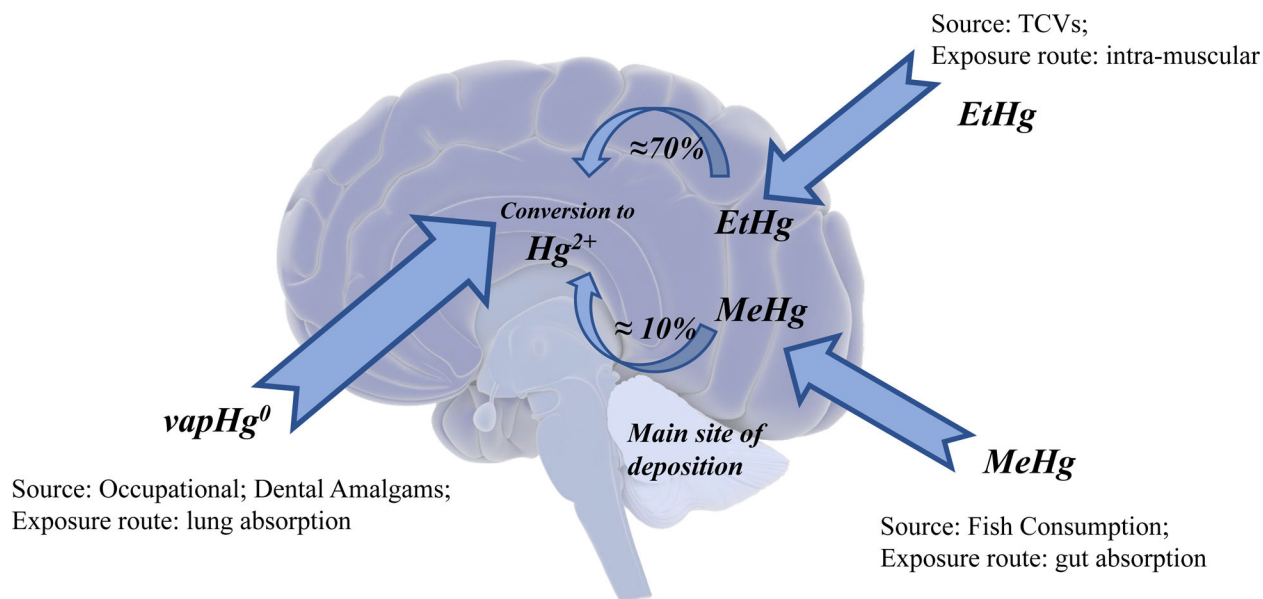 Source: TCVs;
Exposure route: intra-muscular
EtHg
≈70%
Conversion to
Hg²⁺
EtHg
MeHg
≈ 10%
vapHg⁰
Main site of
deposition
MeHg
Source: Occupational; Dental Amalgams;
Exposure route: lung absorption
Source: Fish Consumption;
Exposure route: gut absorption